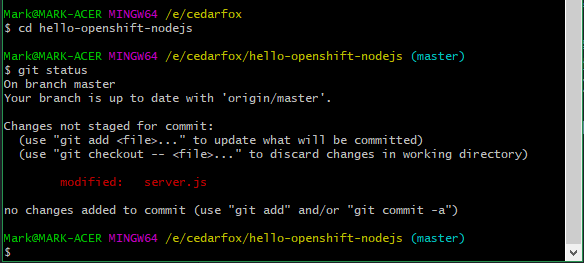 Mark@MARK-ACER MINGW64 /e/cedarfox
$ cd hello-openshift-nodejs
Mark@MARK-ACER MINGW64 /e/cedarfox/hello-openshift-nodejs (master)
$ git status
On branch master
Your branch is up to date with 'origin/master'.
Changes not staged for commit:
(use "git add <file>..." to update what will be committed)
(use "git checkout -- <file>..." to discard changes in working directory)
modified: server.js
no changes added to commit (use "git add" and/or "git commit -a")
Mark@MARK-ACER MINGW64 /e/cedarfox/hello-openshift-nodejs (master)
$